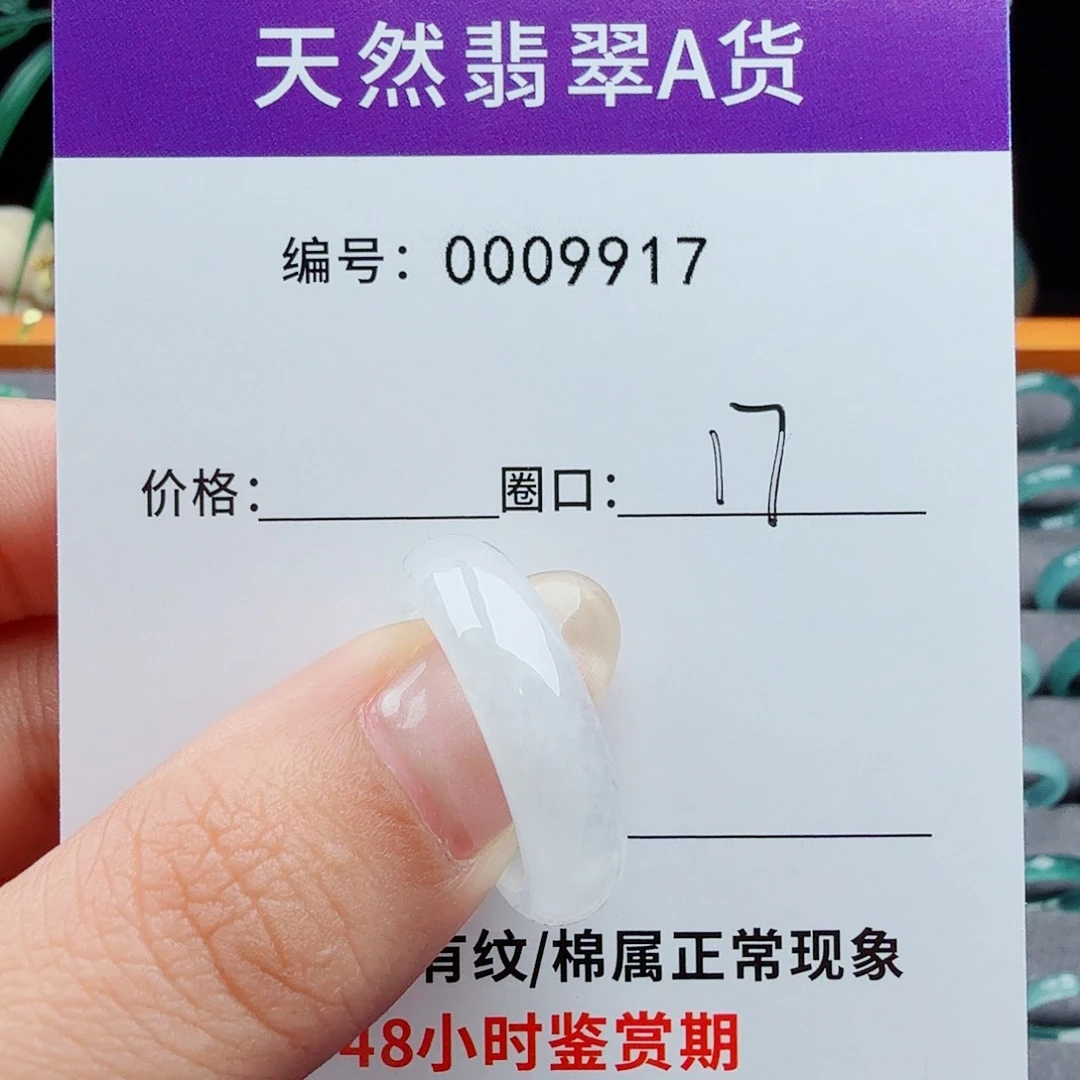 天然翡翠A货
编号：0009917
价格：
圈口：17
有纹/棉属正常现象
48小时鉴赏期